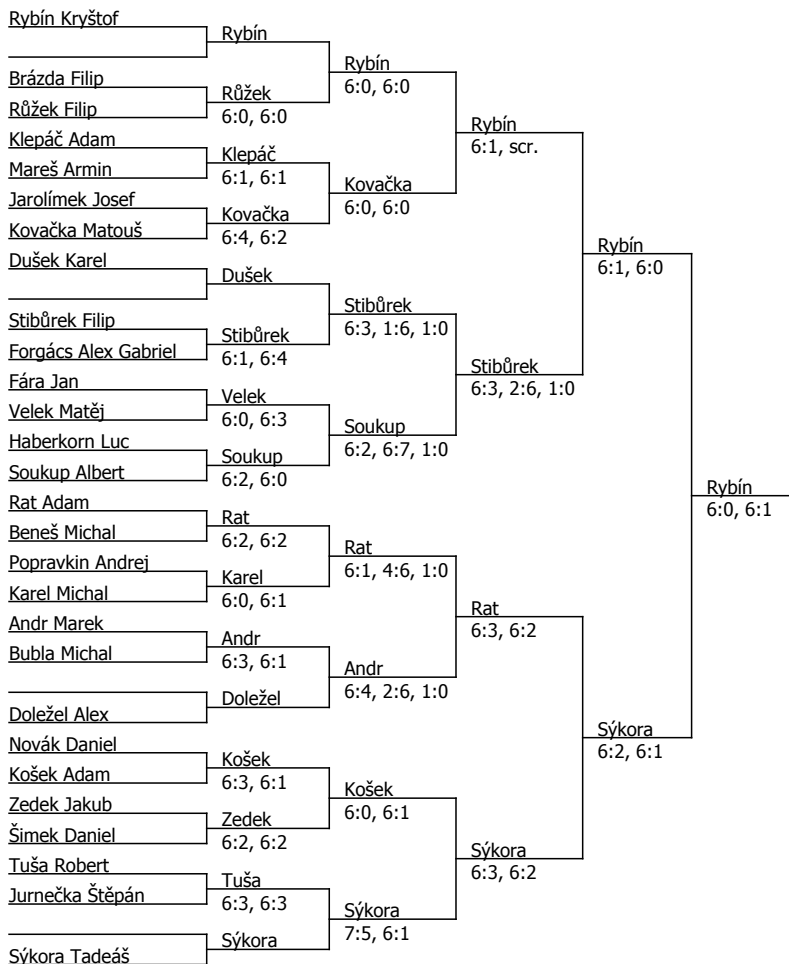 Rybín Kryštof
Rybín
Rybín
6:0, 6:0
Brázda Filip
Růžek
6:0, 6:0
Růžek Filip
Rybín
6:1, scr.
Klepáč Adam
Klepáč
6:1, 6:1
Mareš Armin
Kovačka
6:0, 6:0
Jarolímek Josef
Kovačka
6:4, 6:2
Kovačka Matouš
Rybín
6:1, 6:0
Dušek Karel
Dušek
Stibůrek
6:3, 1:6, 1:0
Stibůrek Filip
Stibůrek
6:1, 6:4
Forgács Alex Gabriel
Stibůrek
6:3, 2:6, 1:0
Fára Jan
Velek
6:0, 6:3
Velek Matěj
Soukup
6:2, 6:7, 1:0
Haberkorn Luc
Soukup
6:2, 6:0
Soukup Albert
Rybín
6:0, 6:1
Rat Adam
Rat
6:2, 6:2
Beneš Michal
Rat
6:1, 4:6, 1:0
Popravkin Andrej
Karel
6:0, 6:1
Karel Michal
Rat
6:3, 6:2
Andr Marek
Andr
6:3, 6:1
Bubla Michal
Andr
6:4, 2:6, 1:0
Doležel
Doležel Alex
Sýkora
6:2, 6:1
Novák Daniel
Košek
6:3, 6:1
Košek Adam
Košek
6:0, 6:1
Zedek Jakub
Zedek
6:2, 6:2
Šimek Daniel
Sýkora
6:3, 6:2
Tuša Robert
Tuša
6:3, 6:3
Jurnečka Štěpán
Sýkora
7:5, 6:1
Sýkora
Sýkora Tadeáš